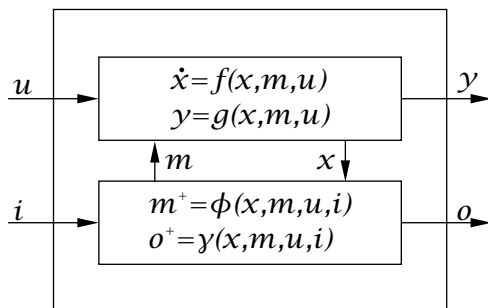 u
ẋ=f(x,m,u)
y=g(x,m,u)
y
m
x
i
m⁺=ϕ(x,m,u,i)
o⁺=γ(x,m,u,i)
o